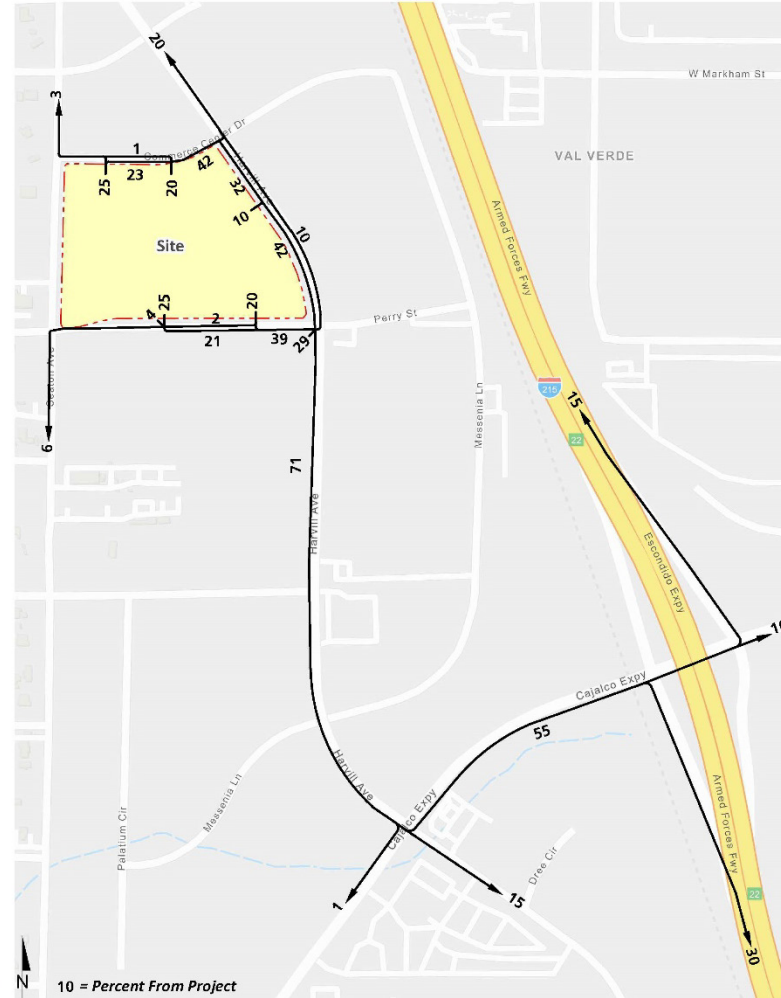 20
W Markham St
3
Commerce Center Dr
1
42
VAL VERDE
23
25
20
Harvill Ave
32
10
10
Site
42
Armed Forces Fwy
25
20
4
2
21
39
29
Perry St
Seaton Ave
6
Messenia Ln
215
15
22
71
Harvill Ave
Escondido Expy
Cajalco Expy
55
Harvill Ave
Messenia Ln
Palatium Cir
Cajalco Expy
Armed Forces Fwy
Dree Cir
1
15
22
30
N
10 = Percent From Project